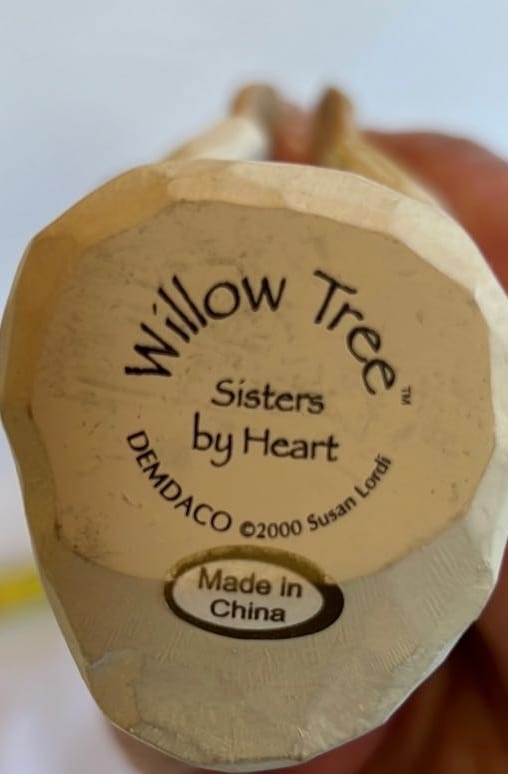 Willow Tree™
Sisters
by Heart
DEMDACO ©2000 Susan Lordi
Made in
China